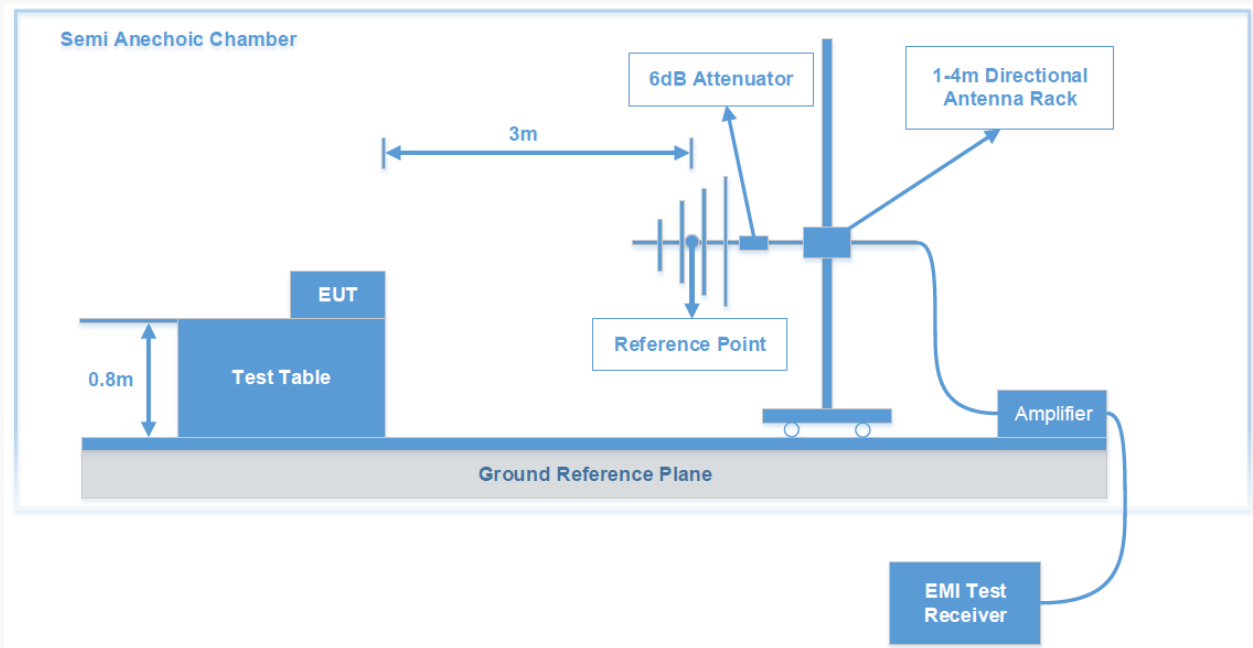 Semi Anechoic Chamber
6dB Attenuator
1-4m Directional
Antenna Rack
3m
EUT
Reference Point
0.8m
Test Table
Amplifier
Ground Reference Plane
EMI Test
Receiver